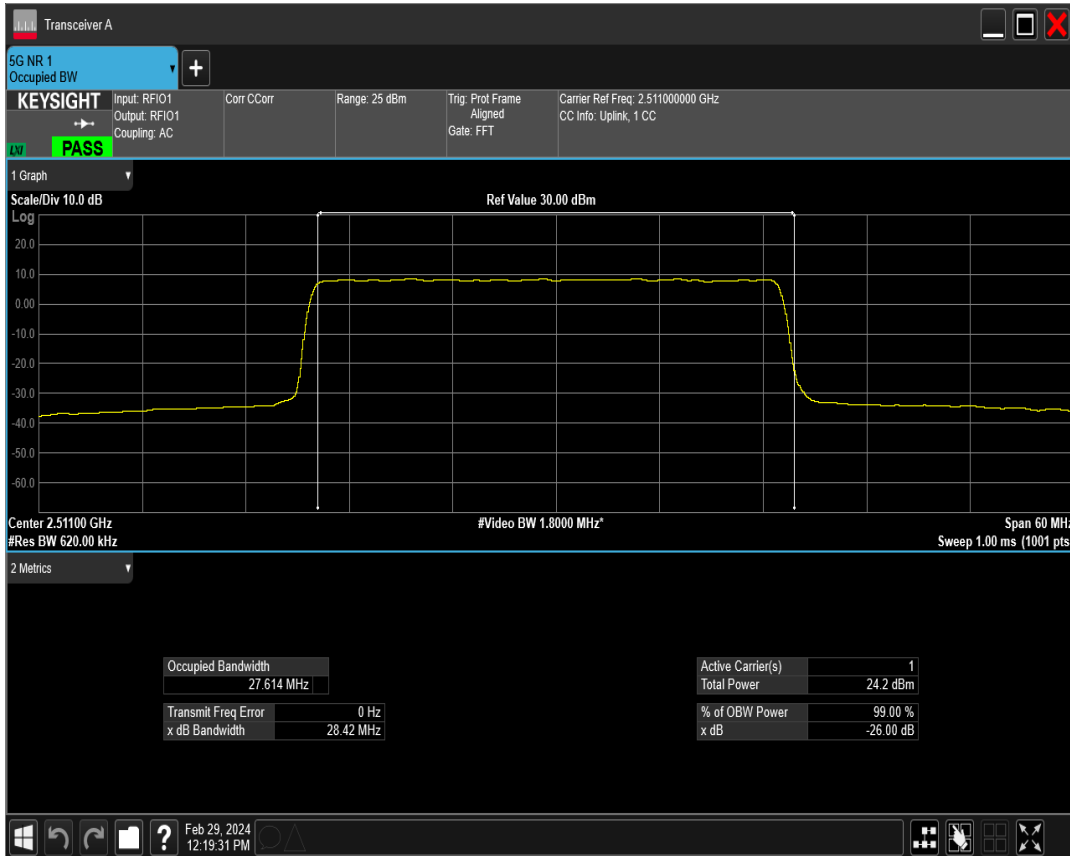 Transceiver A
5G NR 1
Occupied BW
+
KEYSIGHT
LXI
PASS
Input: RFIO1
Output: RFIO1
Coupling: AC
Corr CCorr
Range: 25 dBm
Trig: Prot Frame
Aligned
Gate: FFT
Carrier Ref Freq: 2.511000000 GHz
CC Info: Uplink, 1 CC
1 Graph
Scale/Div 10.0 dB
Ref Value 30.00 dBm
Log
20.0
10.0
0.00
-10.0
-20.0
-30.0
-40.0
-50.0
-60.0
Center 2.51100 GHz
#Video BW 1.8000 MHz*
Span 60 MHz
#Res BW 620.00 kHz
Sweep 1.00 ms (1001 pts
2 Metrics
Occupied Bandwidth
27.614 MHz
Transmit Freq Error 0 Hz
x dB Bandwidth 28.42 MHz
Active Carrier(s) 1
Total Power 24.2 dBm
% of OBW Power 99.00 %
x dB -26.00 dB
?
Feb 29, 2024
12:19:31 PM